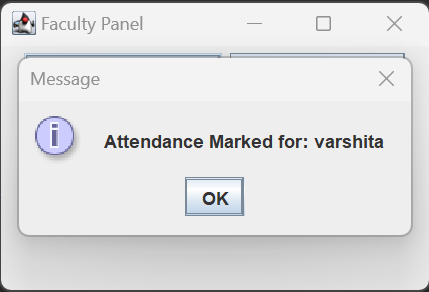 Faculty Panel
Message
Attendance Marked for: varshita
OK